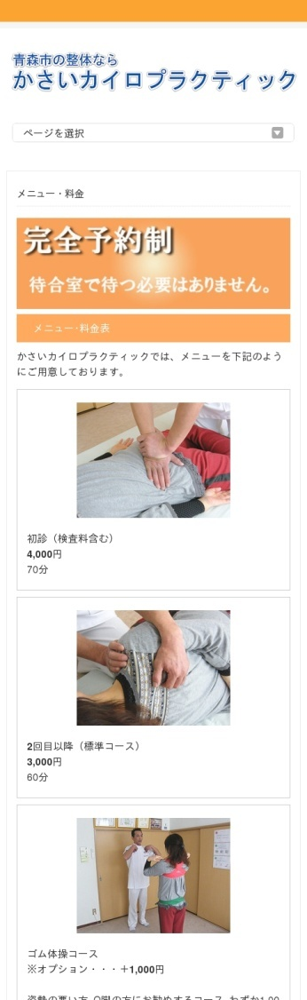 青森市の整体なら
かさいカイロプラクティック
ページを選択
メニュー・料金
完全予約制
待合室で待つ必要はありません。
メニュー・料金表
かさいカイロプラクティックでは、メニューを下記のよう
にご用意しております。
初診（検査料含む）
4,000円
70分
2回目以降（標準コース）
3,000円
60分
ゴム体操コース
※オプション・・・＋1,000円
姿勢の悪い方、O脚の方にお勧めするコース。わずか1,00